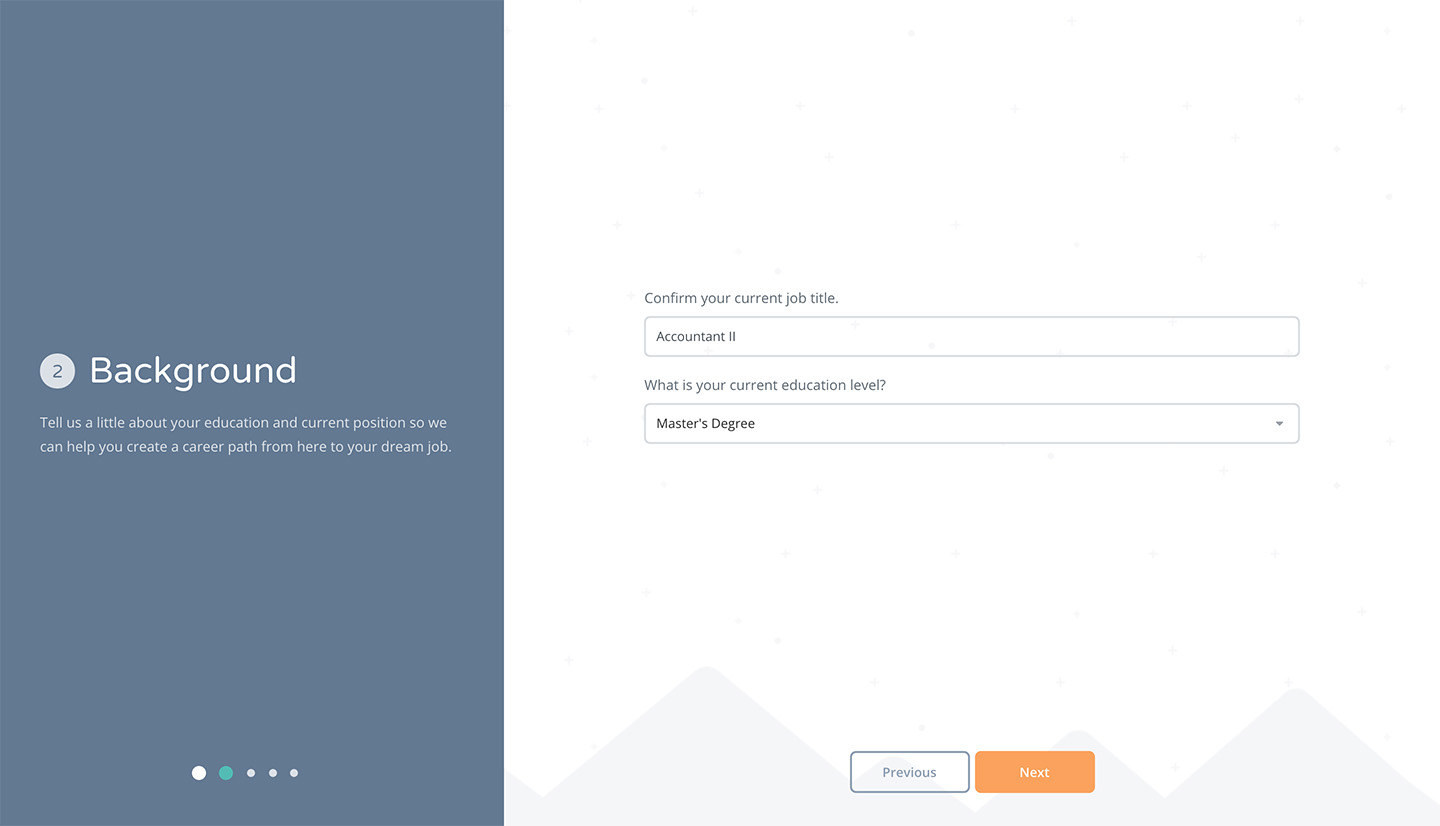 2 Background
Tell us a little about your education and current position so we
can help you create a career path from here to your dream job.
Confirm your current job title.
Accountant II
What is your current education level?
Master's Degree
Previous
Next